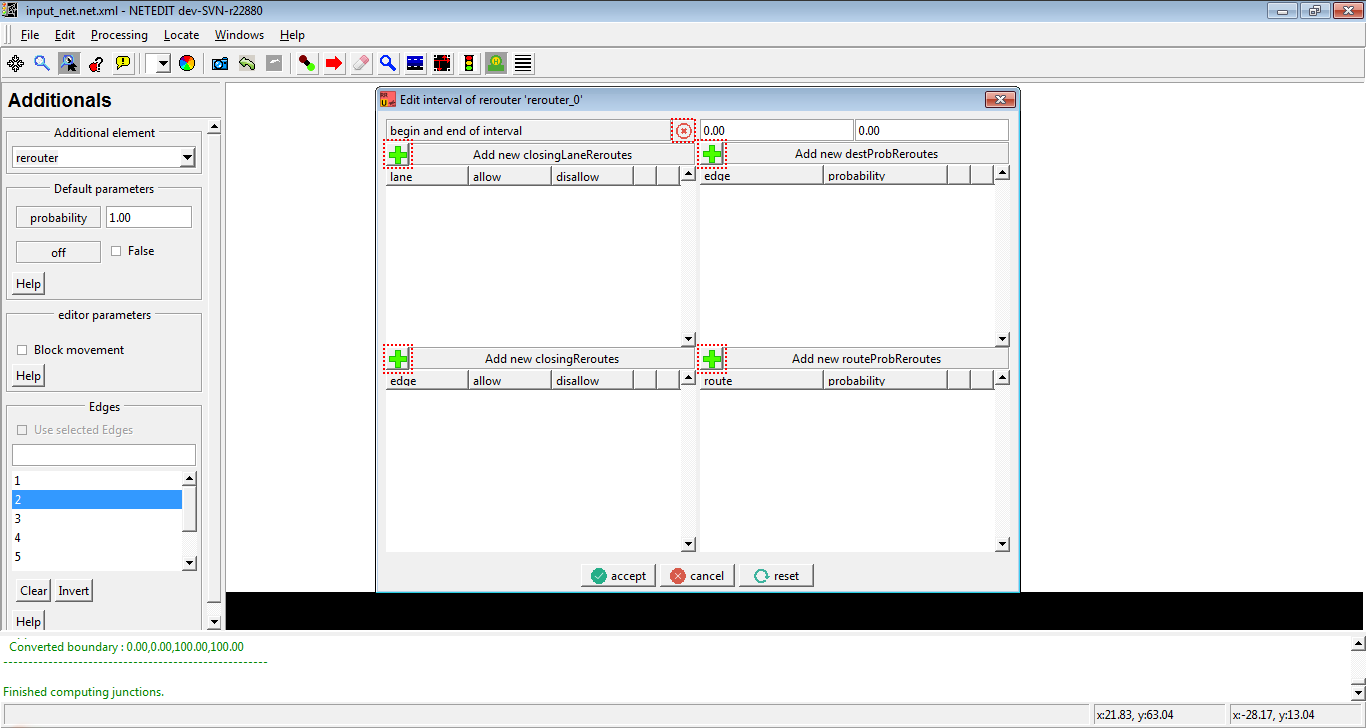 input_net.net.xml - NETEDIT dev-SVN-r22880
File Edit Processing Locate Windows Help
Additionals
Additional element
rerouter
Default parameters
probability 1.00
off False
Help
editor parameters
Block movement
Help
Edges
Use selected Edges
1
2
3
4
5
Clear Invert
Help
Edit interval of rerouter 'rerouter_0'
begin and end of interval 0.00 0.00
Add new closingLaneReroutes Add new destProbReroutes
lane allow disallow edge probability
Add new closingReroutes Add new routeProbReroutes
edge allow disallow route probability
accept cancel reset
Converted boundary : 0.00,0.00,100.00,100.00
-----------------------------------------------------
Finished computing junctions.
x:21.83, y:63.04 x:-28.17, y:13.04